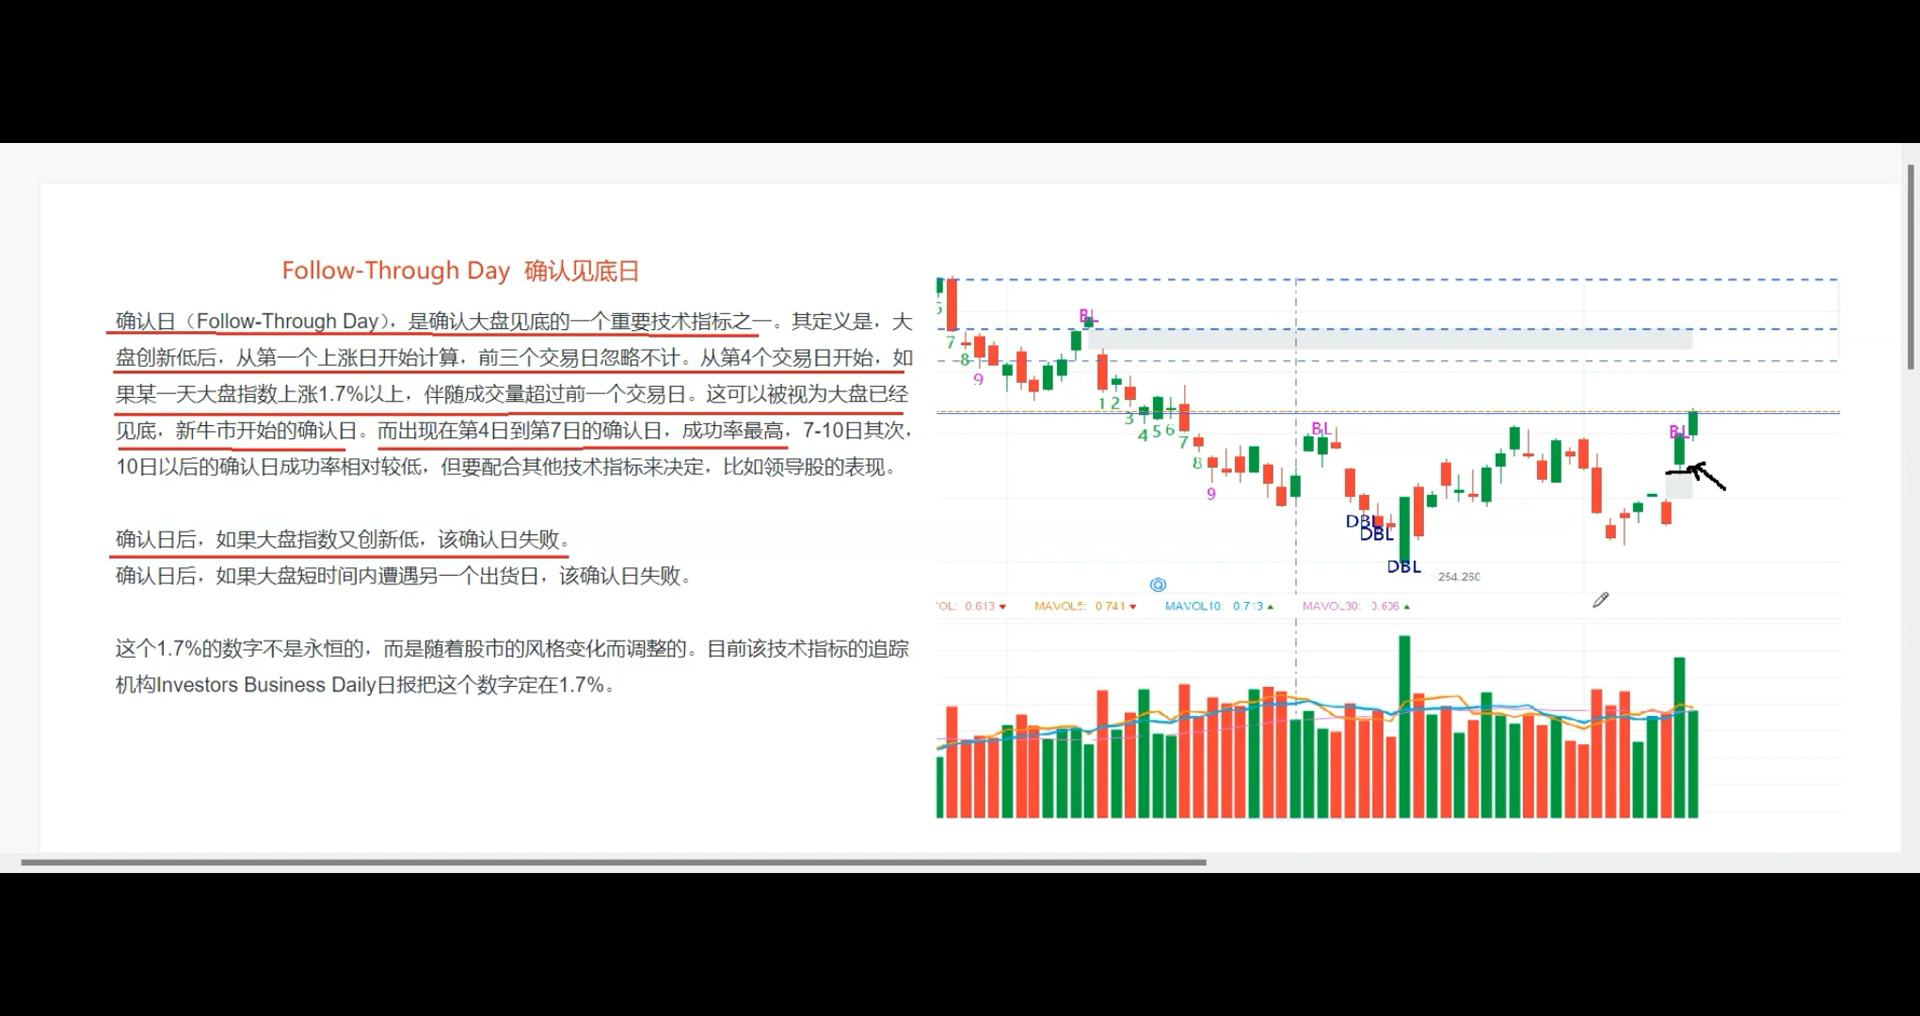 Follow-Through Day 确认见底日
确认日（Follow-Through Day），是确认大盘见底的一个重要技术指标之一。其定义是，大
盘创新低后，从第一个上涨日开始计算，前三个交易日忽略不计。从第4个交易日开始，如
果某一天大盘指数上涨1.7%以上，伴随成交量超过前一个交易日。这可以被视为大盘已经
见底，新牛市开始的确认日。而出现在第4日到第7日的确认日，成功率最高，7-10日其次，
10日以后的确认日成功率相对较低，但要配合其他技术指标来决定，比如领导股的表现。
确认日后，如果大盘指数又创新低，该确认日失败。
确认日后，如果大盘短时间内遭遇另一个出货日，该确认日失败。
这个1.7%的数字不是永恒的，而是随着股市的风格变化而调整的。目前该技术指标的追踪
机构Investors Business Daily日报把这个数字定在1.7%。
BL
7
8
9
1 2
3
4 5 6
7
8
9
BL
BL
DBL
DBL
DBL
254.260
OL: 0.613 MAVOL5: 0.741 MAVOL10: 0.713 MAVOL30: